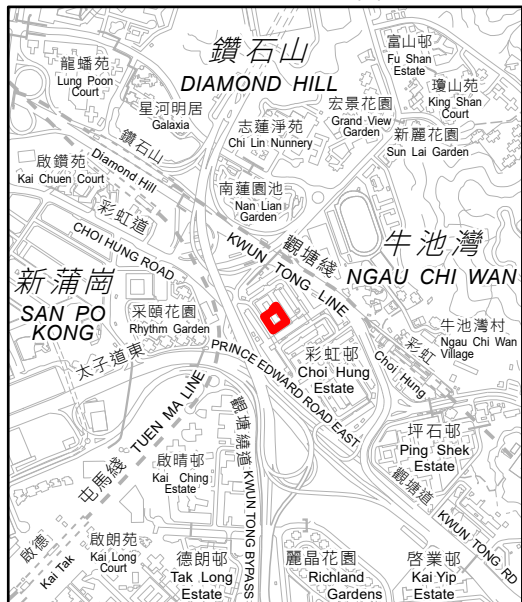 鑽石山
DIAMOND HILL
富山邨
Fu Shan
Estate
龍蟠苑
Lung Poon
Court
瓊山苑
King Shan
Court
星河明居
Galaxia
宏景花園
Grand View
Garden
志蓮淨苑
Chi Lin Nunnery
新麗花園
Sun Lai Garden
鑽石山
Diamond Hill
啟鑽苑
Kai Chuen Court
南蓮園池
Nan Lian
Garden
彩虹道
CHOI HUNG ROAD
觀塘綫
KWUN TONG LINE
牛池灣
NGAU CHI WAN
新蒲崗
SAN PO
KONG
采頤花園
Rhythm Garden
牛池灣村
Ngau Chi Wan
Village
彩虹
Choi Hung
彩虹邨
Choi Hung
Estate
太子道東
PRINCE EDWARD ROAD EAST
屯馬綫
TUEN MA LINE
坪石邨
Ping Shek
Estate
觀塘繞道
KWUN TONG BYPASS
啟晴邨
Kai Ching
Estate
觀塘道
KWUN TONG RD
啟德
Kai Tak
啟朗苑
Kai Long
Court
德朗邨
Tak Long
Estate
麗晶花園
Richland
Gardens
啓業邨
Kai Yip
Estate